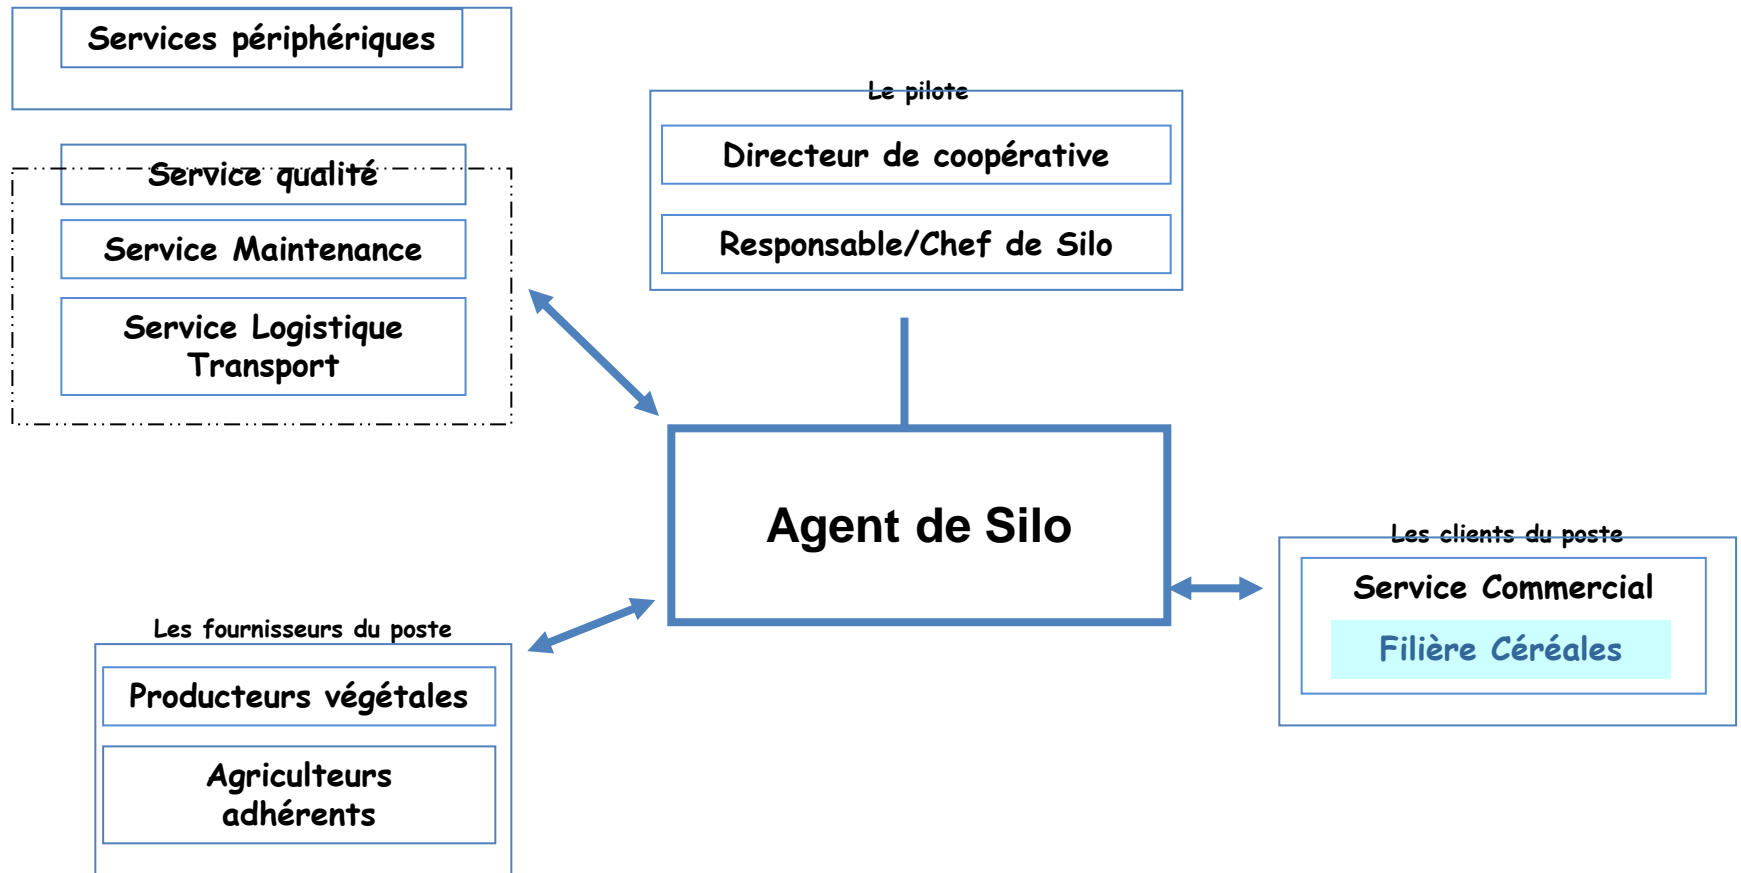 Services périphériques
Le pilote
Directeur de coopérative
Service qualité
Responsable/Chef de Silo
Service Maintenance
Service Logistique
Transport
Agent de Silo
Les clients du poste
Service Commercial
Filière Céréales
Les fournisseurs du poste
Producteurs végétales
Agriculteurs
adhérents